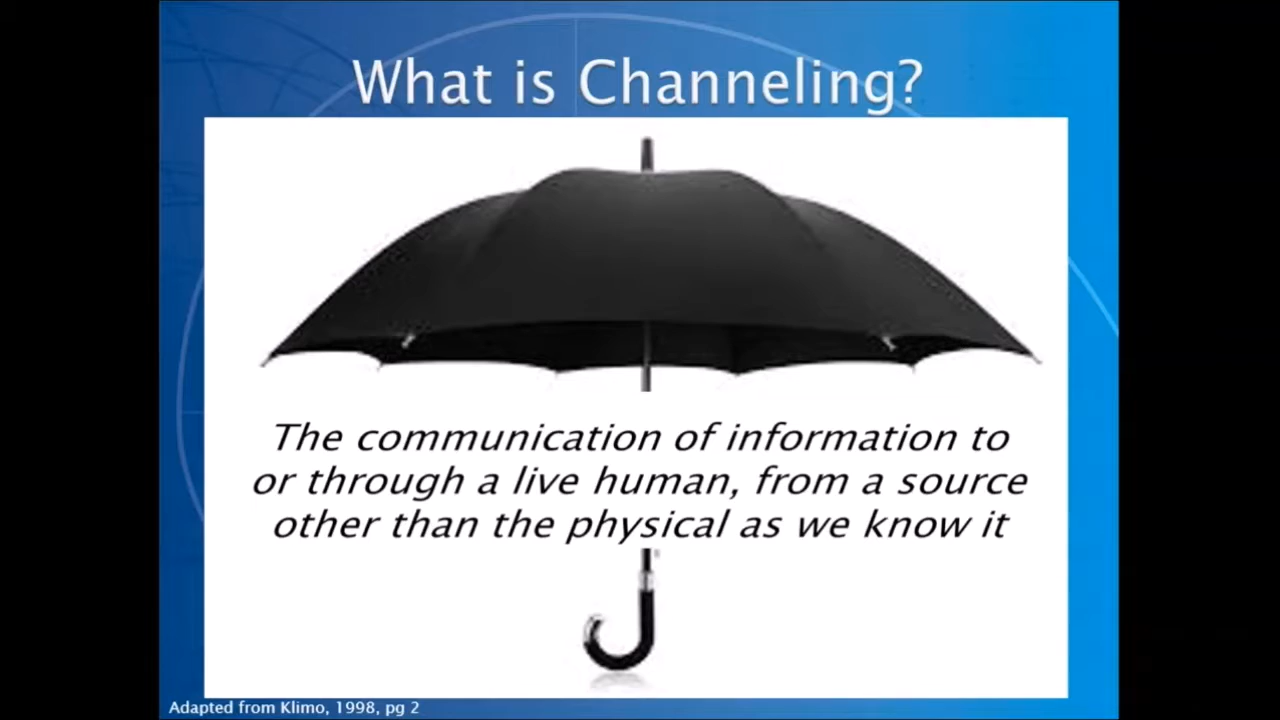 What is Channeling?
The communication of information to
or through a live human, from a source
other than the physical as we know it
Adapted from Klimo, 1998, pg 2